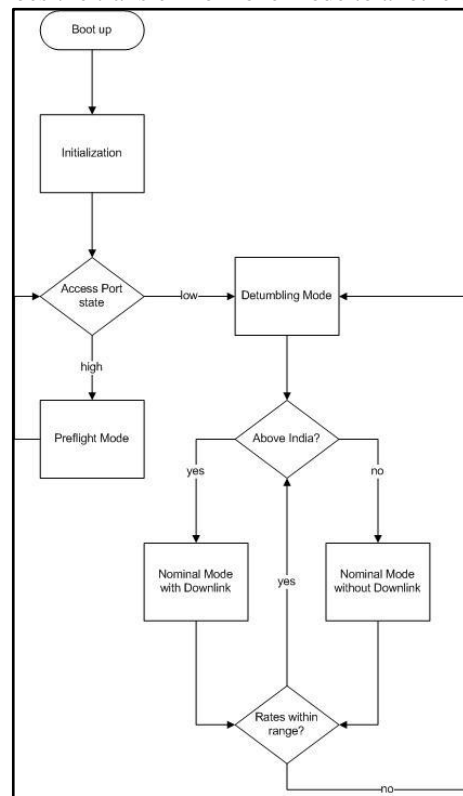 Boot up
Initialization
Access Port
state
low
Detumbling Mode
high
Preflight Mode
Above India?
yes
no
Nominal Mode
with Downlink
yes
Nominal Mode
without Downlink
Rates within
range?
no